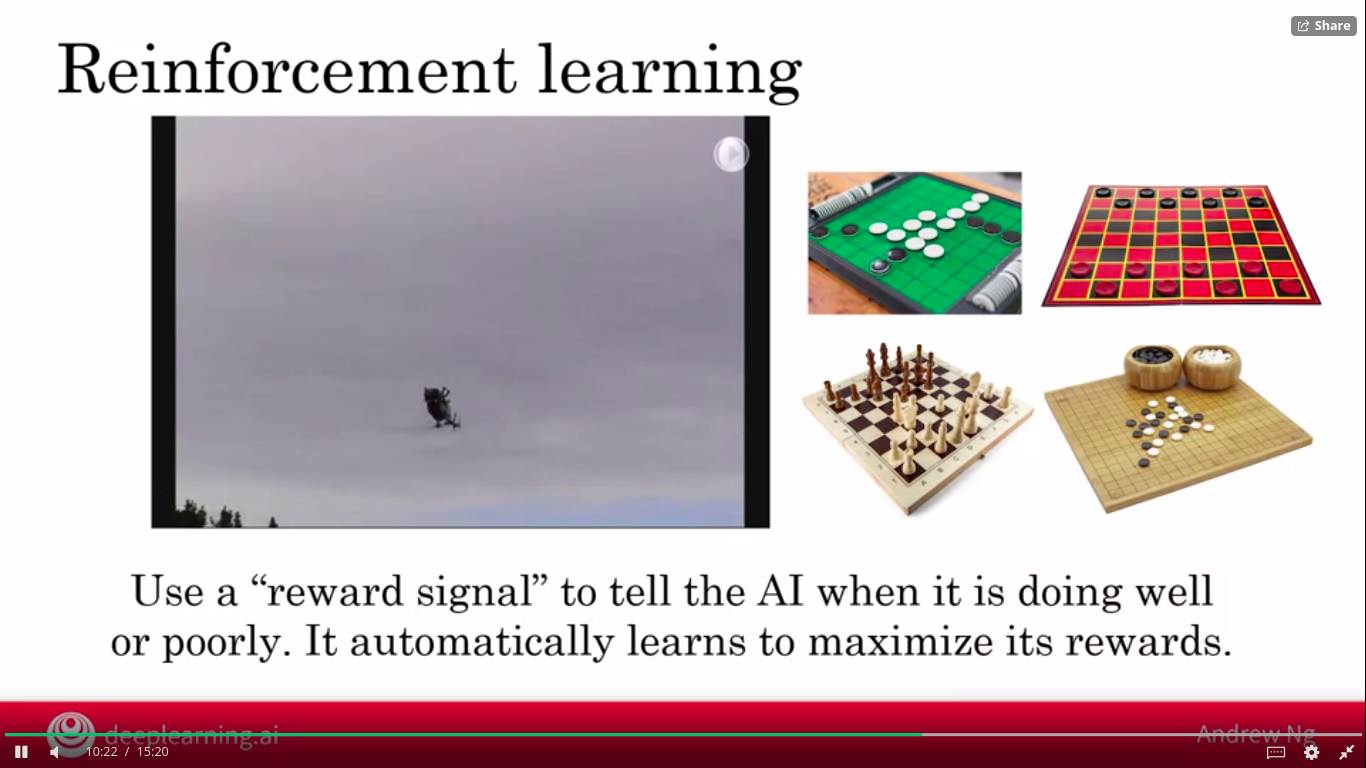 Share
Reinforcement learning
Use a “reward signal” to tell the AI when it is doing well
or poorly. It automatically learns to maximize its rewards.
deeplearning.ai
Andrew Ng
10:22 / 15:20